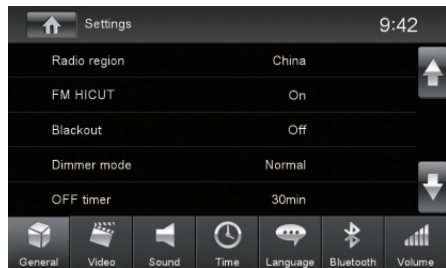 Settings 9:42
Radio region China
FM HICUT On
Blackout Off
Dimmer mode Normal
OFF timer 30min
General Video Sound Time Language Bluetooth Volume